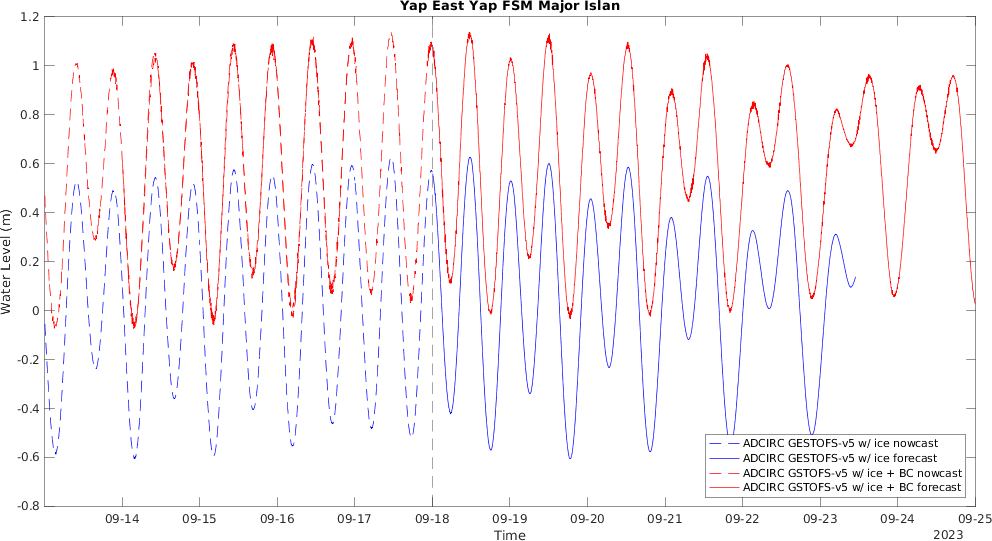 Yap East Yap FSM Major Islan
1.2
1
0.8
0.6
0.4
0.2
0
-0.2
-0.4
-0.6
-0.8
Water Level (m)
ADCIRC GESTOFS-v5 w/ ice nowcast
ADCIRC GESTOFS-v5 w/ ice forecast
ADCIRC GSTOFS-v5 w/ ice + BC nowcast
ADCIRC GSTOFS-v5 w/ ice + BC forecast
09-14 09-15 09-16 09-17 09-18 09-19 09-20 09-21 09-22 09-23 09-24 09-25
Time
2023